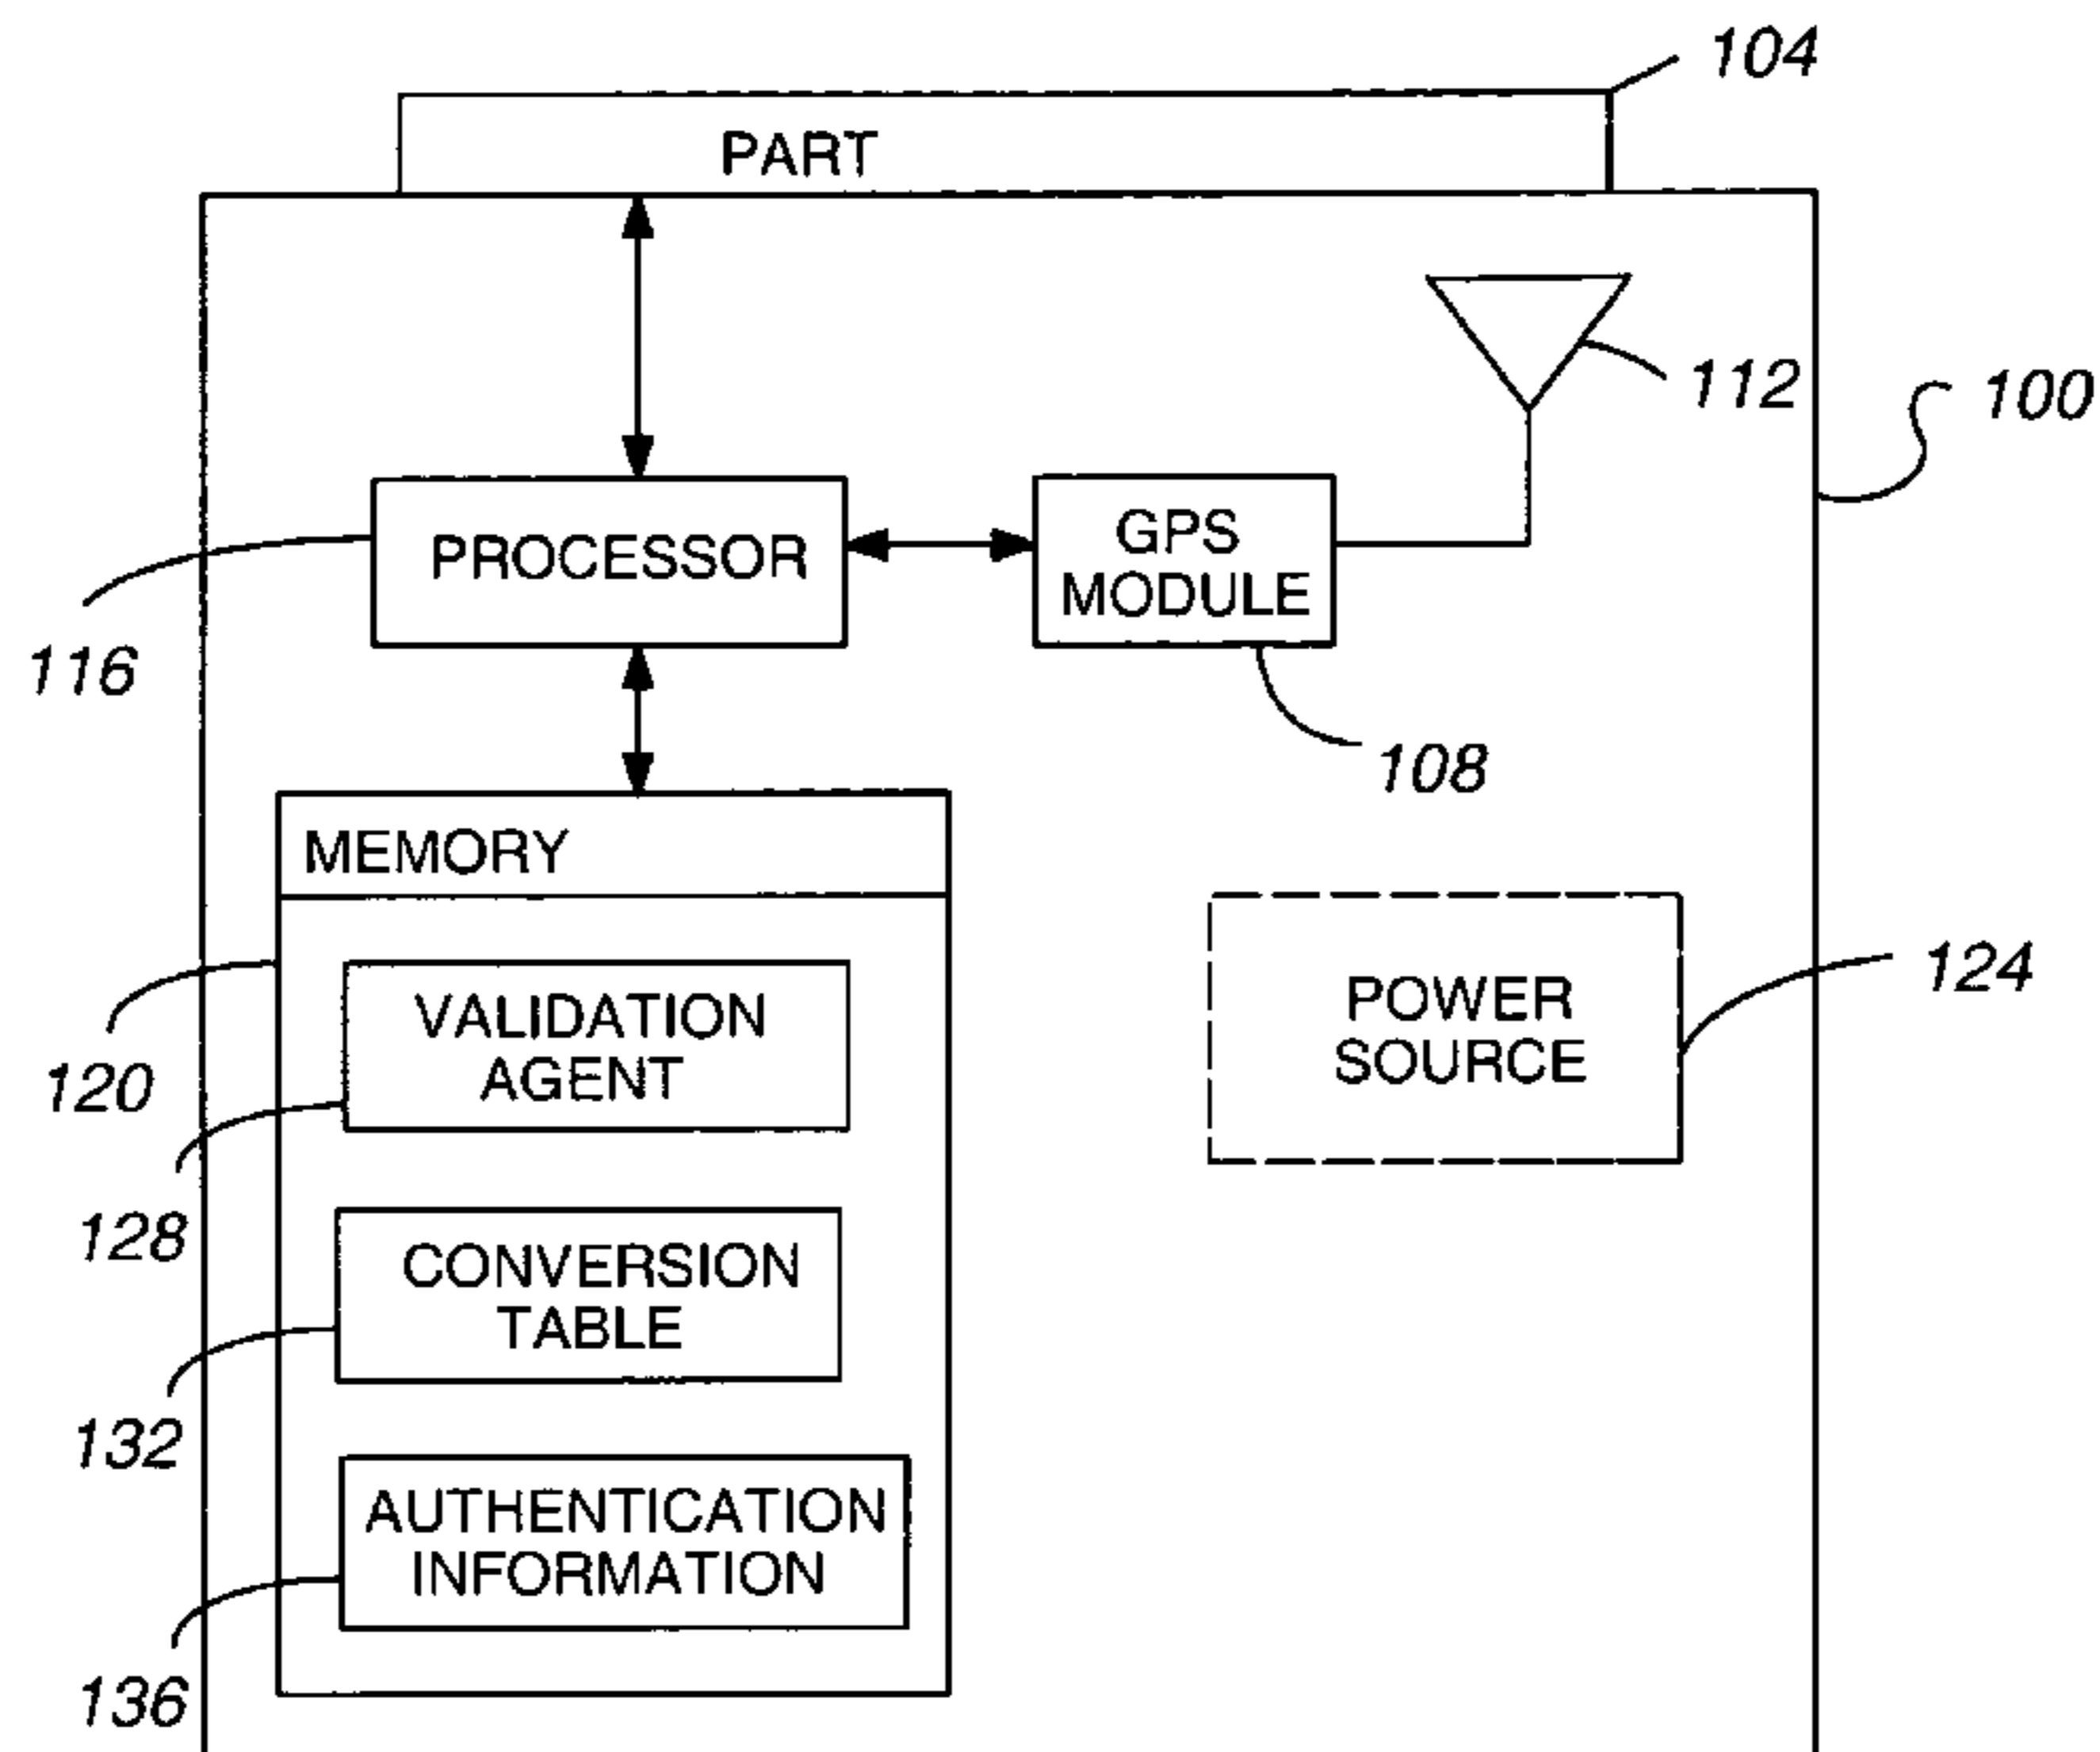 104
PART
112
100
PROCESSOR
GPS
MODULE
116
108
MEMORY
VALIDATION
AGENT
POWER
SOURCE
124
120
128
CONVERSION
TABLE
132
AUTHENTICATION
INFORMATION
136